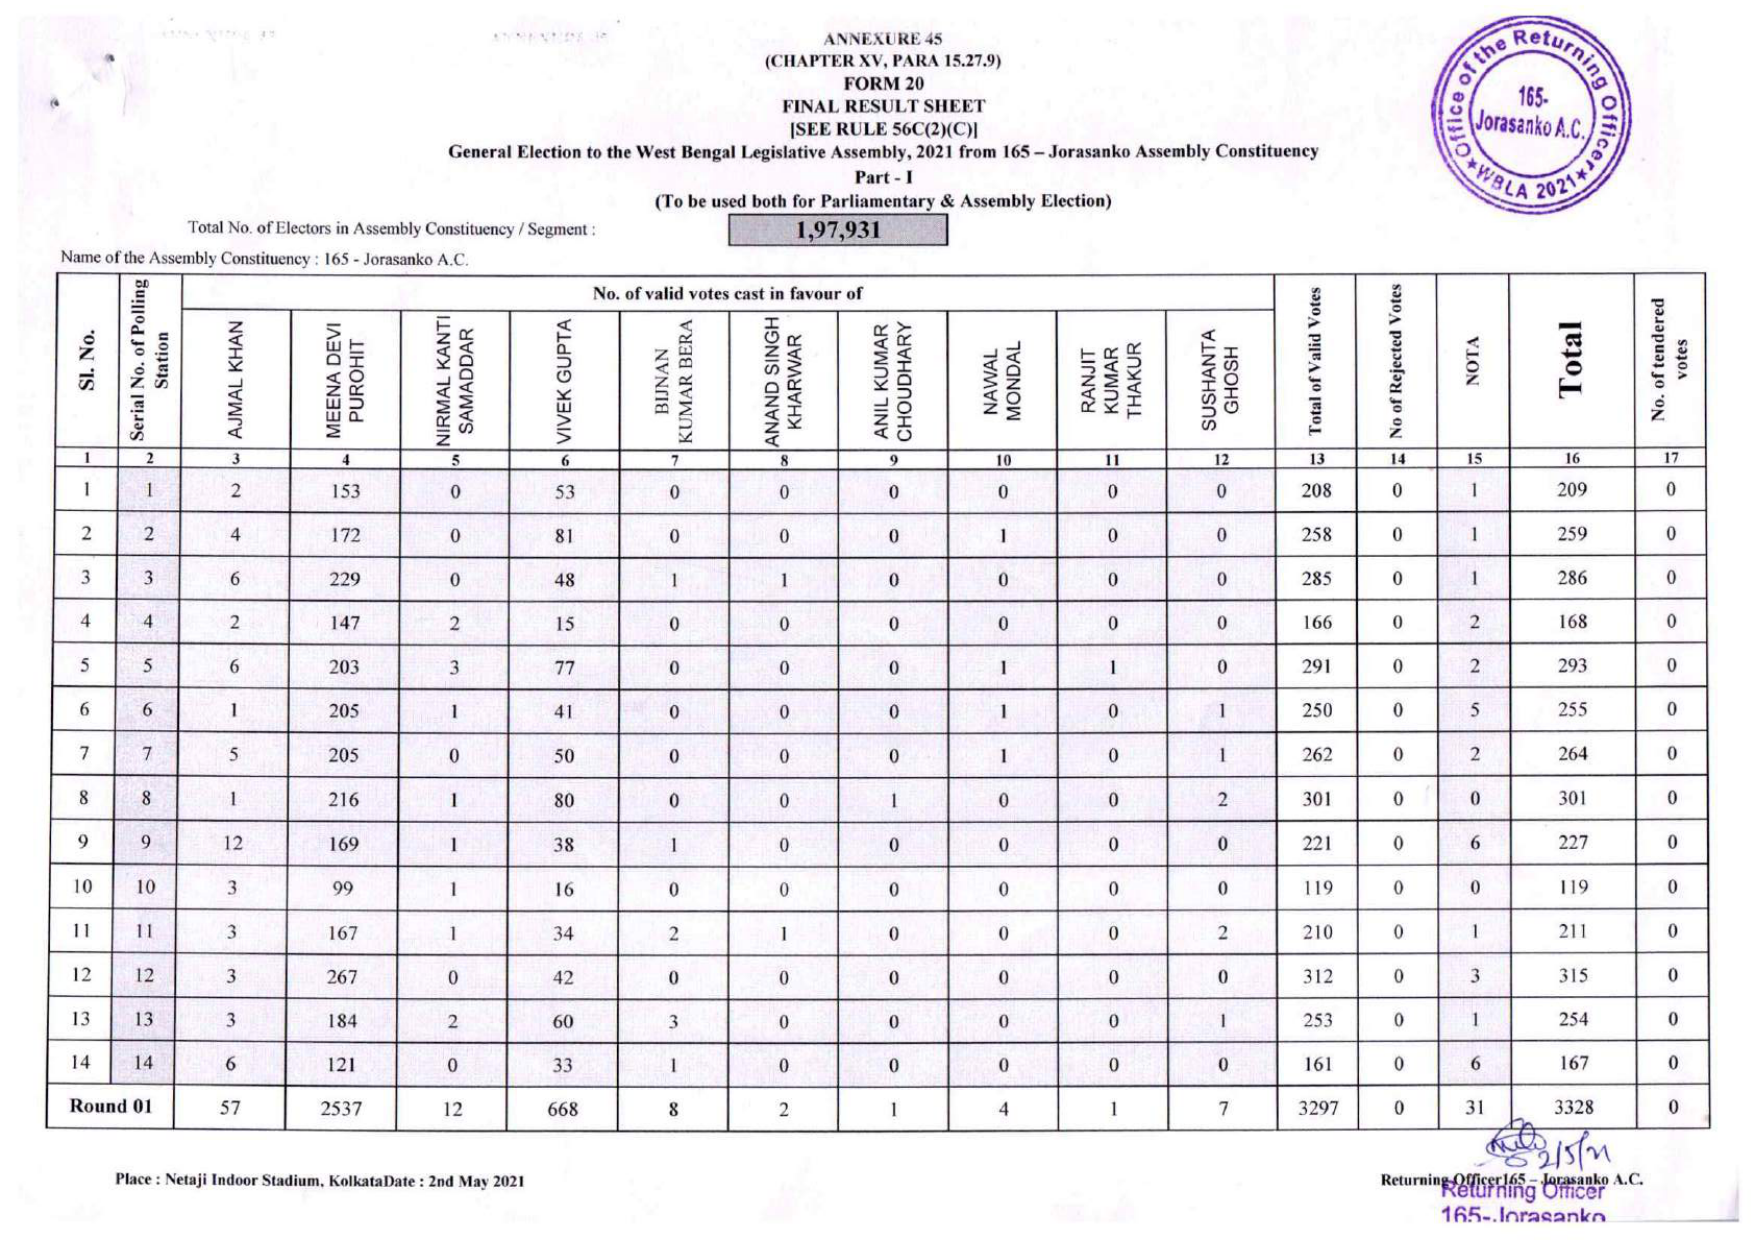 ANNEXURE 45
(CHAPTER XV, PARA 15.27.9)
FORM 20
FINAL RESULT SHEET
[SEE RULE 56C(2)(C)]
General Election to the West Bengal Legislative Assembly, 2021 from 165 – Jorasanko Assembly Constituency
Part - I
(To be used both for Parliamentary & Assembly Election)
Office of the Returning Officer
165-
Jorasanko A.C.
★ WBLA 2021 ★
Total No. of Electors in Assembly Constituency / Segment : 1,97,931
Name of the Assembly Constituency : 165 - Jorasanko A.C.
Sl. No. Serial No. of Polling Station No. of valid votes cast in favour of Total of Valid Votes No of Rejected Votes NOTA Total No. of tendered votes
AJMAL KHAN MEENA DEVI PUROHIT NIRMAL KANTI SAMADDAR VIVEK GUPTA BIJNAN KUMAR BERA ANAND SINGH KHARWAR ANIL KUMAR CHOUDHARY NAWAL MONDAL RANJIT KUMAR THAKUR SUSHANTA GHOSH
1 2 3 4 5 6 7 8 9 10 11 12 13 14 15 16 17
1 1 2 153 0 53 0 0 0 0 0 0 208 0 1 209 0
2 2 4 172 0 81 0 0 0 1 0 0 258 0 1 259 0
3 3 6 229 0 48 1 1 0 0 0 0 285 0 1 286 0
4 4 2 147 2 15 0 0 0 0 0 0 166 0 2 168 0
5 5 6 203 3 77 0 0 0 1 1 0 291 0 2 293 0
6 6 1 205 1 41 0 0 0 1 0 1 250 0 5 255 0
7 7 5 205 0 50 0 0 0 1 0 1 262 0 2 264 0
8 8 1 216 1 80 0 0 1 0 0 2 301 0 0 301 0
9 9 12 169 1 38 1 0 0 0 0 0 221 0 6 227 0
10 10 3 99 1 16 0 0 0 0 0 0 119 0 0 119 0
11 11 3 167 1 34 2 1 0 0 0 2 210 0 1 211 0
12 12 3 267 0 42 0 0 0 0 0 0 312 0 3 315 0
13 13 3 184 2 60 3 0 0 0 0 1 253 0 1 254 0
14 14 6 121 0 33 1 0 0 0 0 0 161 0 6 167 0
Round 01 57 2537 12 668 8 2 1 4 1 7 3297 0 31 3328 0
2/5/21
Place : Netaji Indoor Stadium, KolkataDate : 2nd May 2021
Returning Officer165 – Jorasanko A.C.
Returning Officer
165-Jorasanko